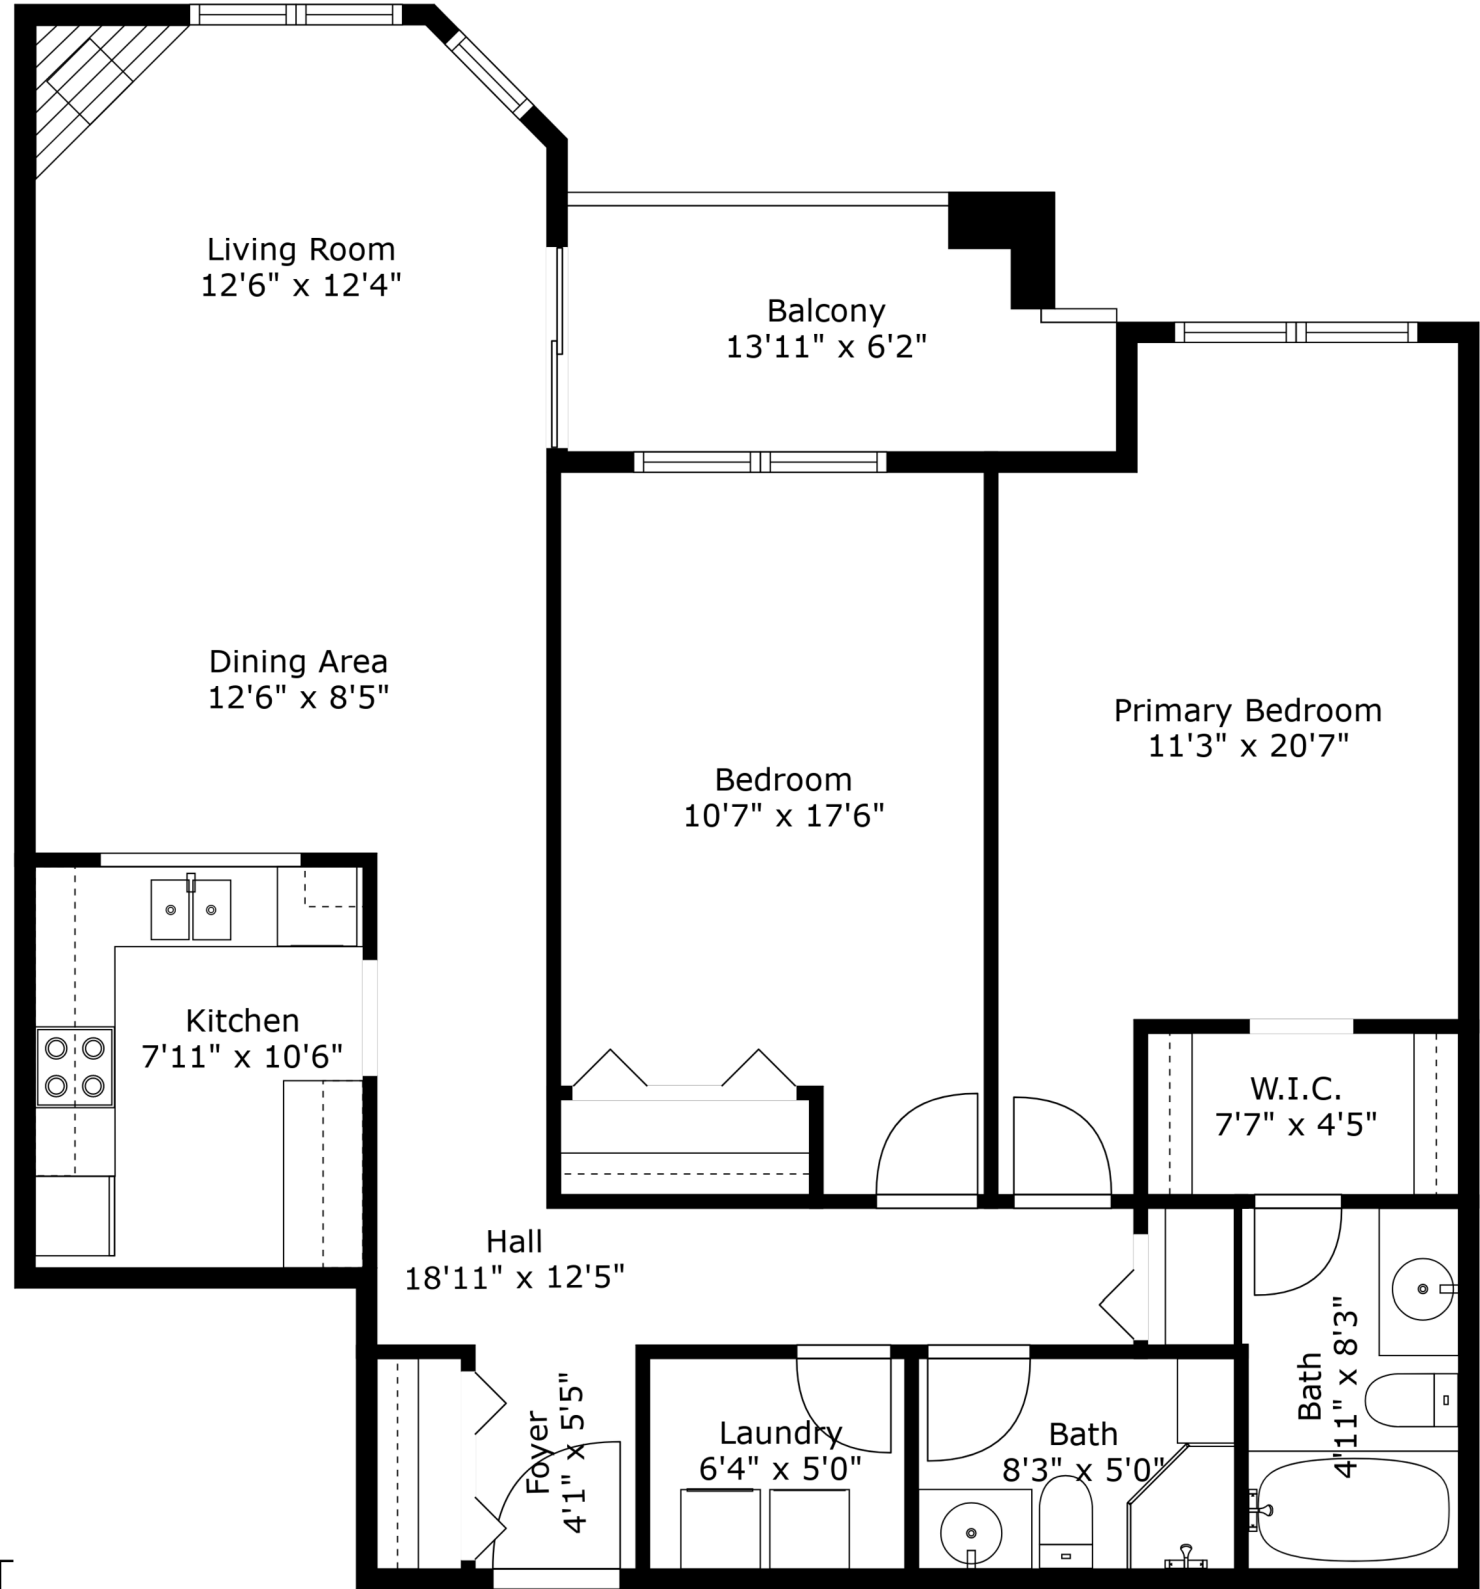 Living Room
12'6" x 12'4"
Balcony
13'11" x 6'2"
Dining Area
12'6" x 8'5"
Primary Bedroom
11'3" x 20'7"
Bedroom
10'7" x 17'6"
Kitchen
7'11" x 10'6"
W.I.C.
7'7" x 4'5"
Hall
18'11" x 12'5"
Foyer
4'1" x 5'5"
Laundry
6'4" x 5'0"
Bath
8'3" x 5'0"
Bath
4'11" x 8'3"